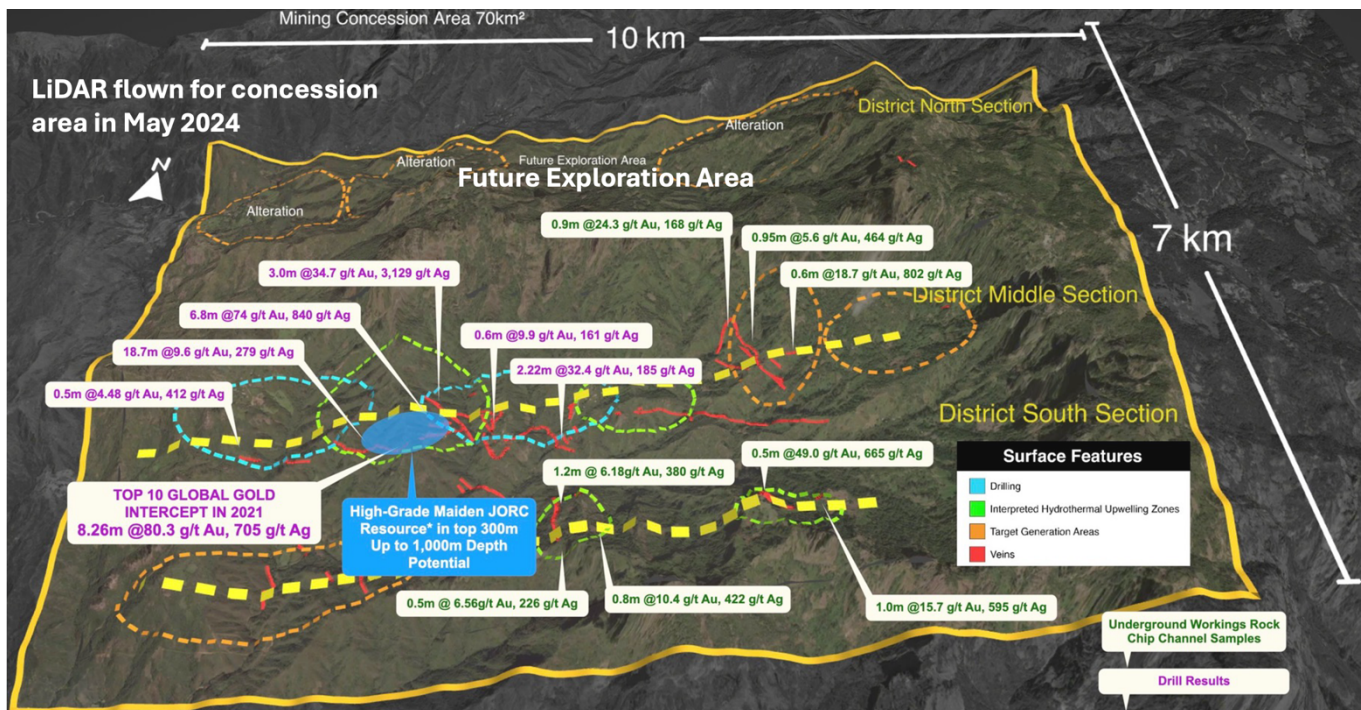 Mining Concession Area 70km²
10 km
LiDAR flown for concession
area in May 2024
N
District North Section
Alteration
Alteration
Future Exploration Area
Future Exploration Area
Alteration
0.9m @24.3 g/t Au, 168 g/t Ag
0.95m @5.6 g/t Au, 464 g/t Ag
7 km
3.0m @34.7 g/t Au, 3,129 g/t Ag
0.6m @18.7 g/t Au, 802 g/t Ag
District Middle Section
6.8m @74 g/t Au, 840 g/t Ag
0.6m @9.9 g/t Au, 161 g/t Ag
18.7m @9.6 g/t Au, 279 g/t Ag
2.22m @32.4 g/t Au, 185 g/t Ag
0.5m @4.48 g/t Au, 412 g/t Ag
District South Section
0.5m @49.0 g/t Au, 665 g/t Ag
1.2m @ 6.18g/t Au, 380 g/t Ag
Surface Features
Drilling
Interpreted Hydrothermal Upwelling Zones
Target Generation Areas
Veins
TOP 10 GLOBAL GOLD
INTERCEPT IN 2021
8.26m @80.3 g/t Au, 705 g/t Ag
High-Grade Maiden JORC
Resource* in top 300m
Up to 1,000m Depth
Potential
0.5m @ 6.56g/t Au, 226 g/t Ag
0.8m @10.4 g/t Au, 422 g/t Ag
1.0m @15.7 g/t Au, 595 g/t Ag
Underground Workings Rock
Chip Channel Samples
Drill Results